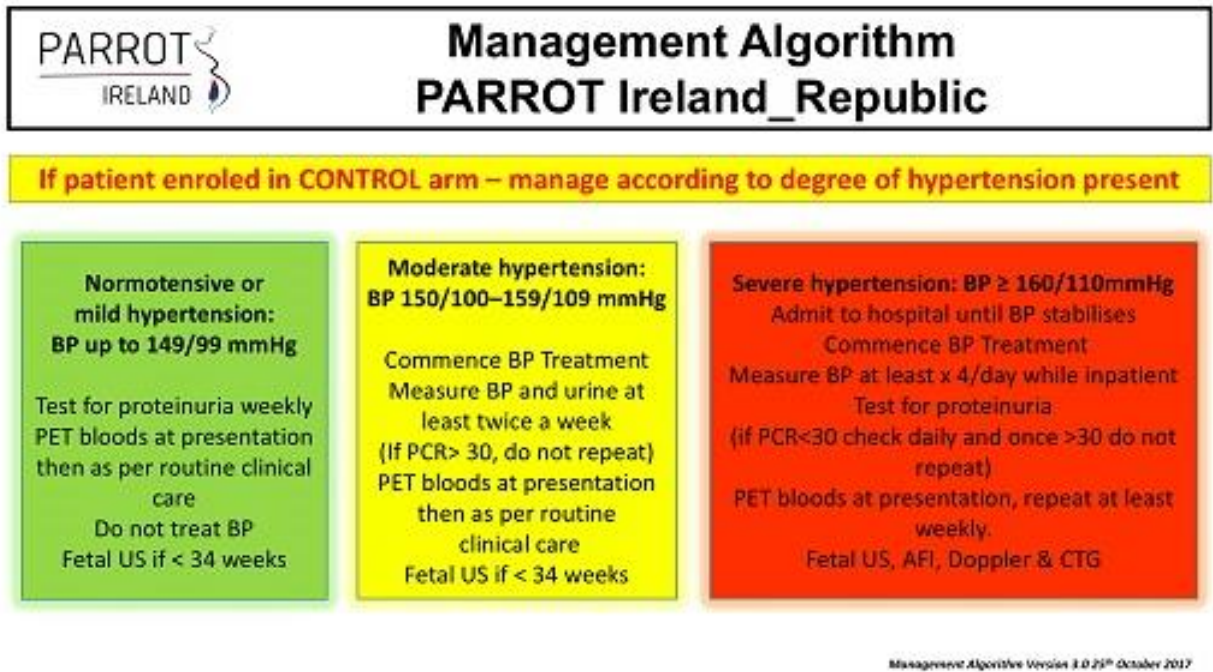 PARROT
IRELAND
Management Algorithm
PARROT Ireland_Republic
If patient enroled in CONTROL arm – manage according to degree of hypertension present
Normotensive or
mild hypertension:
BP up to 149/99 mmHg
Test for proteinuria weekly
PET bloods at presentation
then as per routine clinical
care
Do not treat BP
Fetal US if < 34 weeks
Moderate hypertension:
BP 150/100–159/109 mmHg
Commence BP Treatment
Measure BP and urine at
least twice a week
(If PCR> 30, do not repeat)
PET bloods at presentation
then as per routine
clinical care
Fetal US if < 34 weeks
Severe hypertension: BP ≥ 160/110mmHg
Admit to hospital until BP stabilises
Commence BP Treatment
Measure BP at least x 4/day while inpatient
Test for proteinuria
(if PCR<30 check daily and once >30 do not
repeat)
PET bloods at presentation, repeat at least
weekly.
Fetal US, AFI, Doppler & CTG
Management Algorithm Version 3.0 25th October 2017